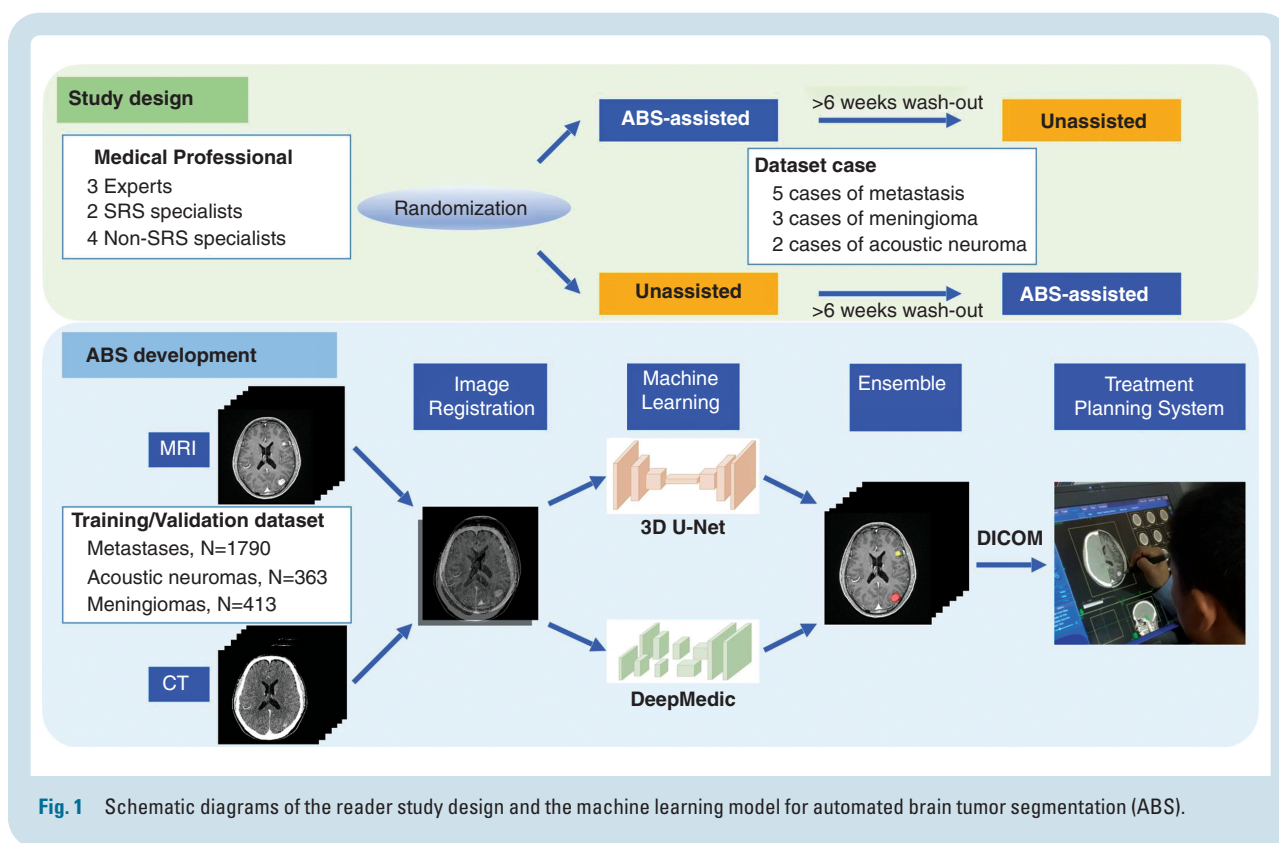 Study design
Medical Professional
3 Experts
2 SRS specialists
4 Non-SRS specialists
Randomization
ABS-assisted
>6 weeks wash-out
Unassisted
Dataset case
5 cases of metastasis
3 cases of meningioma
2 cases of acoustic neuroma
Unassisted
>6 weeks wash-out
ABS-assisted
ABS development
MRI
Training/Validation dataset
Metastases, N=1790
Acoustic neuromas, N=363
Meningiomas, N=413
CT
Image
Registration
Machine
Learning
3D U-Net
DeepMedic
Ensemble
DICOM
Treatment
Planning System
Fig. 1 Schematic diagrams of the reader study design and the machine learning model for automated brain tumor segmentation (ABS).